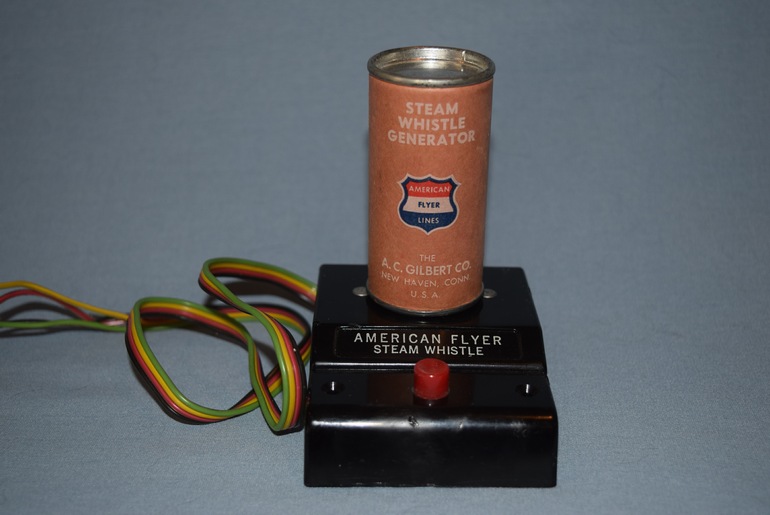 STEAM
WHISTLE
GENERATOR
AMERICAN
FLYER
LINES
THE
A. C. GILBERT CO.
NEW HAVEN, CONN.
U. S. A.
AMERICAN FLYER
STEAM WHISTLE